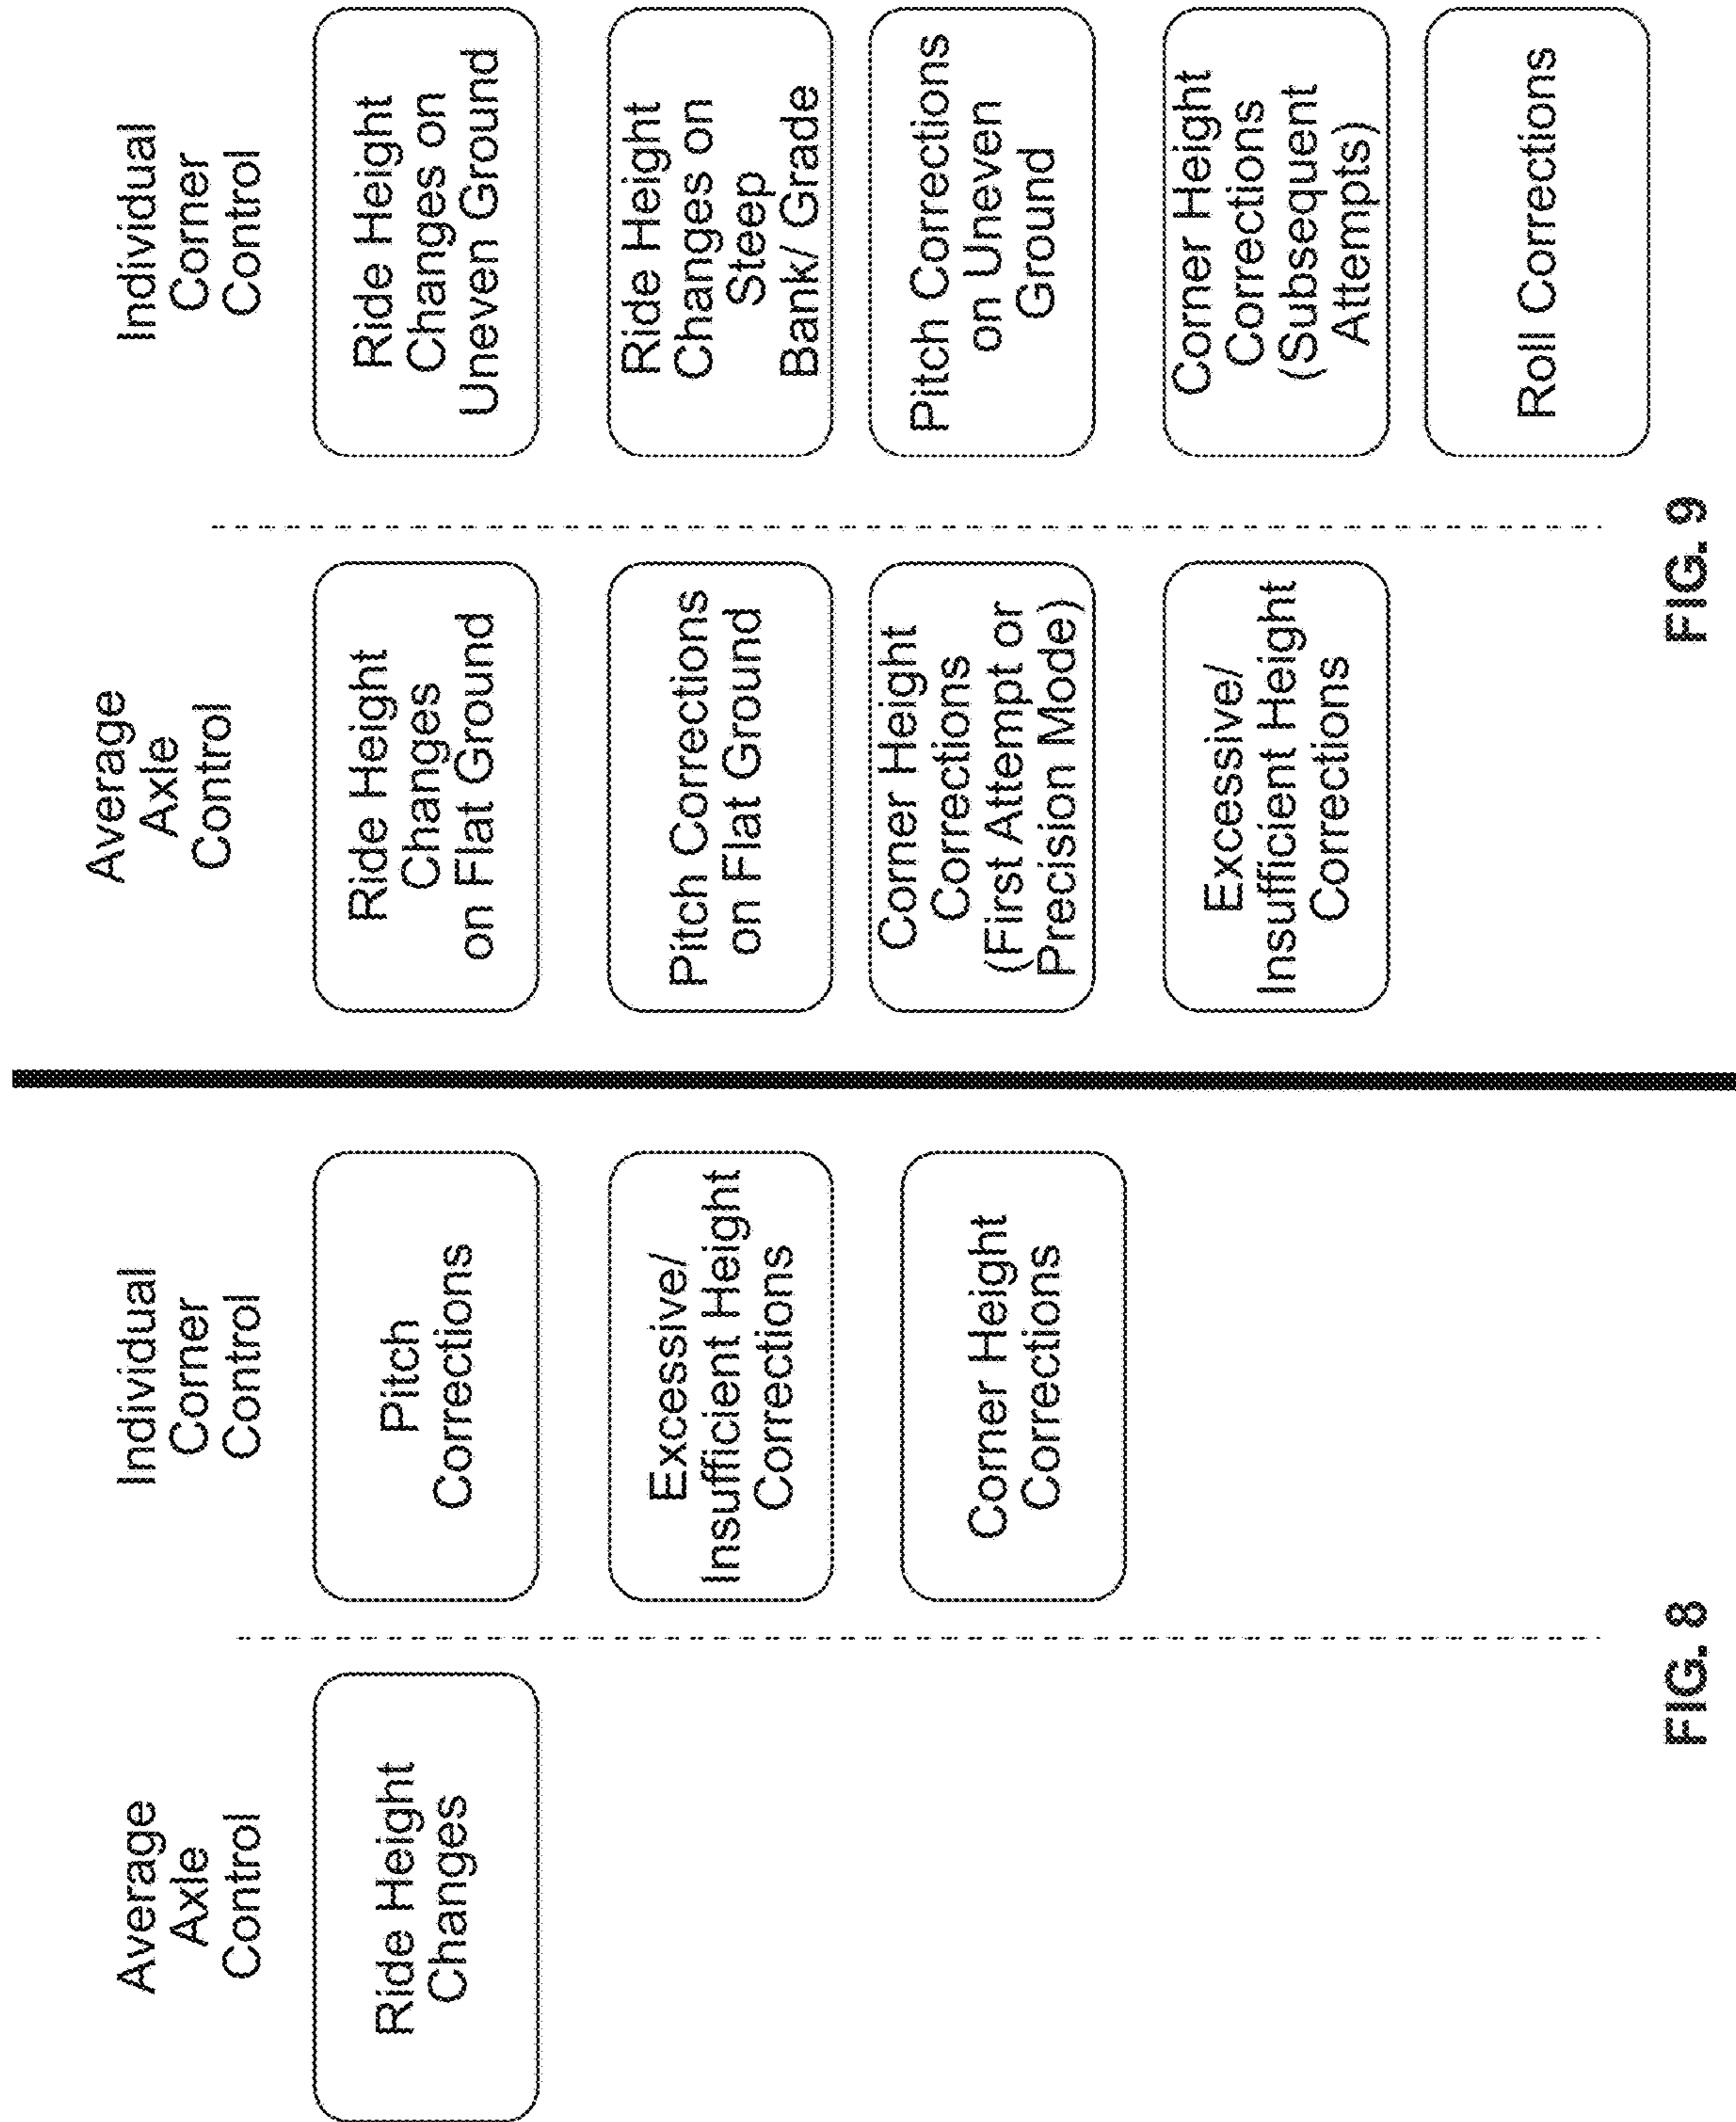 Average
Axle
Control
Ride Height
Changes
Individual
Corner
Control
Pitch
Corrections
Excessive/
Insufficient Height
Corrections
Corner Height
Corrections
FIG. 8
Average
Axle
Control
Ride Height
Changes
on Flat Ground
Pitch Corrections
on Flat Ground
Corner Height
Corrections
(First Attempt or
Precision Mode)
Excessive/
Insufficient Height
Corrections
Individual
Corner
Control
Ride Height
Changes on
Uneven Ground
Ride Height
Changes on
Steep
Bank/ Grade
Pitch Corrections
on Uneven
Ground
Corner Height
Corrections
(Subsequent
Attempts)
Roll Corrections
FIG. 9